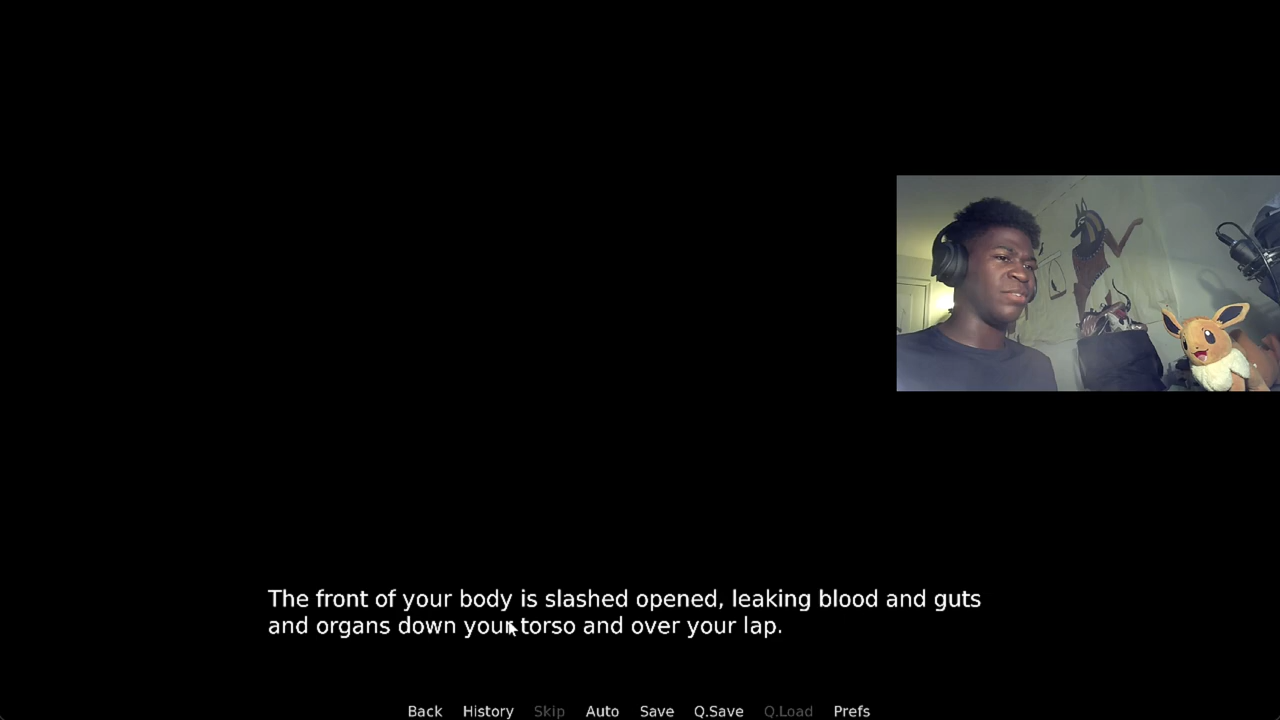 The front of your body is slashed opened, leaking blood and guts
and organs down your torso and over your lap.
Back History Skip Auto Save Q.Save Q.Load Prefs